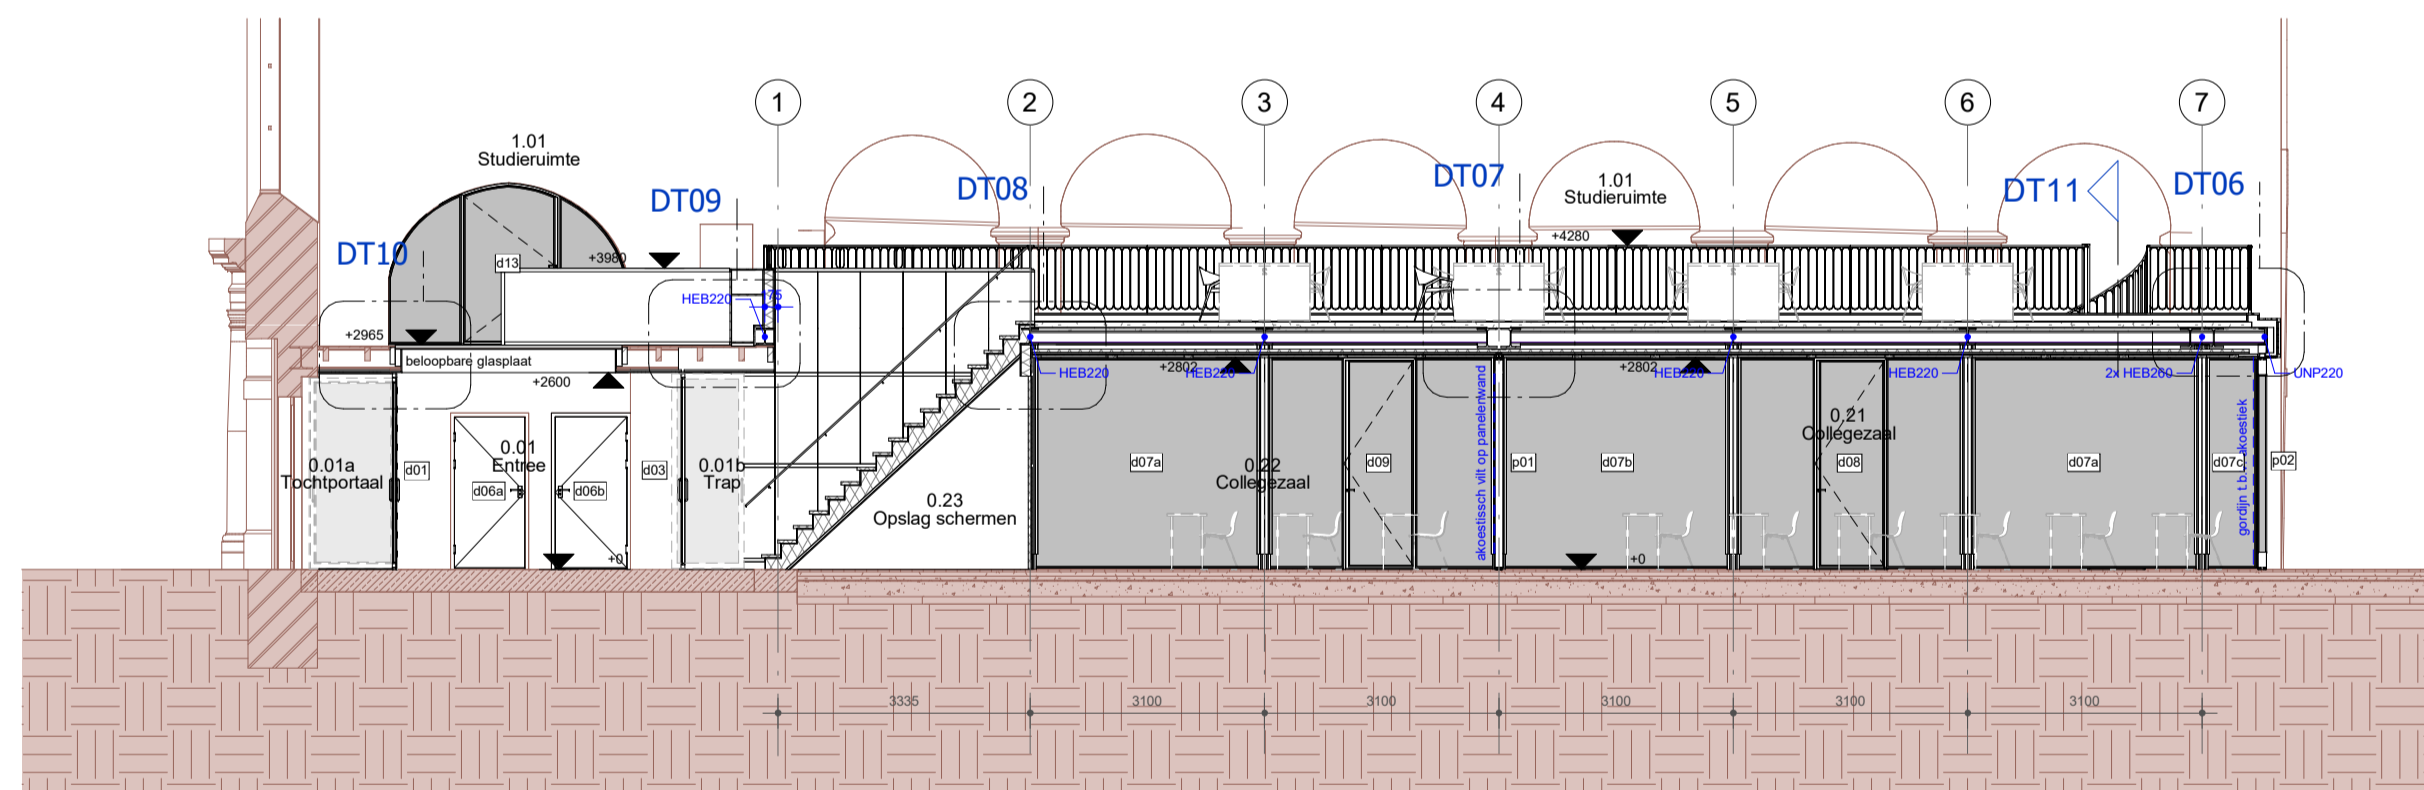 1
2
3
4
5
6
7
1.01
Studieruimte
DT10
DT09
DT08
DT07
1.01
Studieruimte
DT11
DT06
d13
+3980
+4280
HEB220
75
+2965
beloopbare glasplaat
+2600
HEB220
+2802
HEB220
+2802
HEB220
HEB220
2x HEB260
UNP220
akoestissch vilt op panelenwand
gordijn t.b.v. akoestiek
0.01a
Tochtportaal
d01
0.01
Entree
d06a
d06b
d03
0.01b
Trap
0.23
Opslag schermen
d07a
0.22
Collegezaal
d09
p01
d07b
0.21
Collegezaal
d08
d07a
d07c
p02
+0
+0
3335
3100
3100
3100
3100
3100